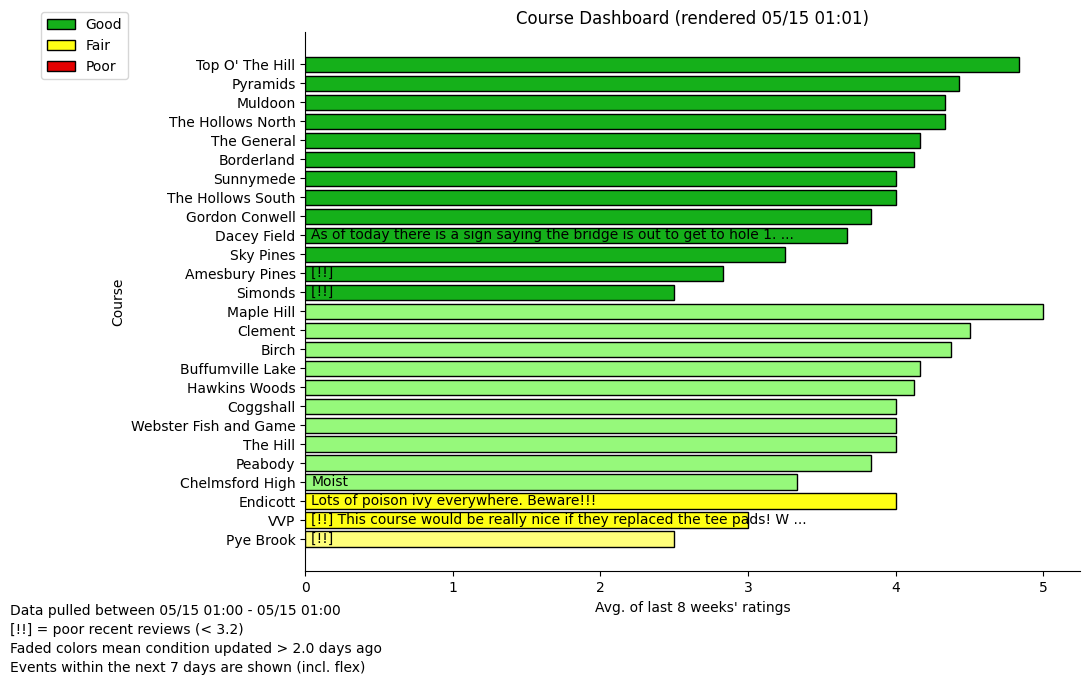 Good
Fair
Poor
Course Dashboard (rendered 05/15 01:01)
Course
Top O' The Hill
Pyramids
Muldoon
The Hollows North
The General
Borderland
Sunnymede
The Hollows South
Gordon Conwell
Dacey Field As of today there is a sign saying the bridge is out to get to hole 1. ...
Sky Pines
Amesbury Pines [!!]
Simonds [!!]
Maple Hill
Clement
Birch
Buffumville Lake
Hawkins Woods
Coggshall
Webster Fish and Game
The Hill
Peabody
Chelmsford High Moist
Endicott Lots of poison ivy everywhere. Beware!!!
VVP [!!] This course would be really nice if they replaced the tee pads! W ...
Pye Brook [!!]
0 1 2 3 4 5
Avg. of last 8 weeks' ratings
Data pulled between 05/15 01:00 - 05/15 01:00
[!!] = poor recent reviews (< 3.2)
Faded colors mean condition updated > 2.0 days ago
Events within the next 7 days are shown (incl. flex)